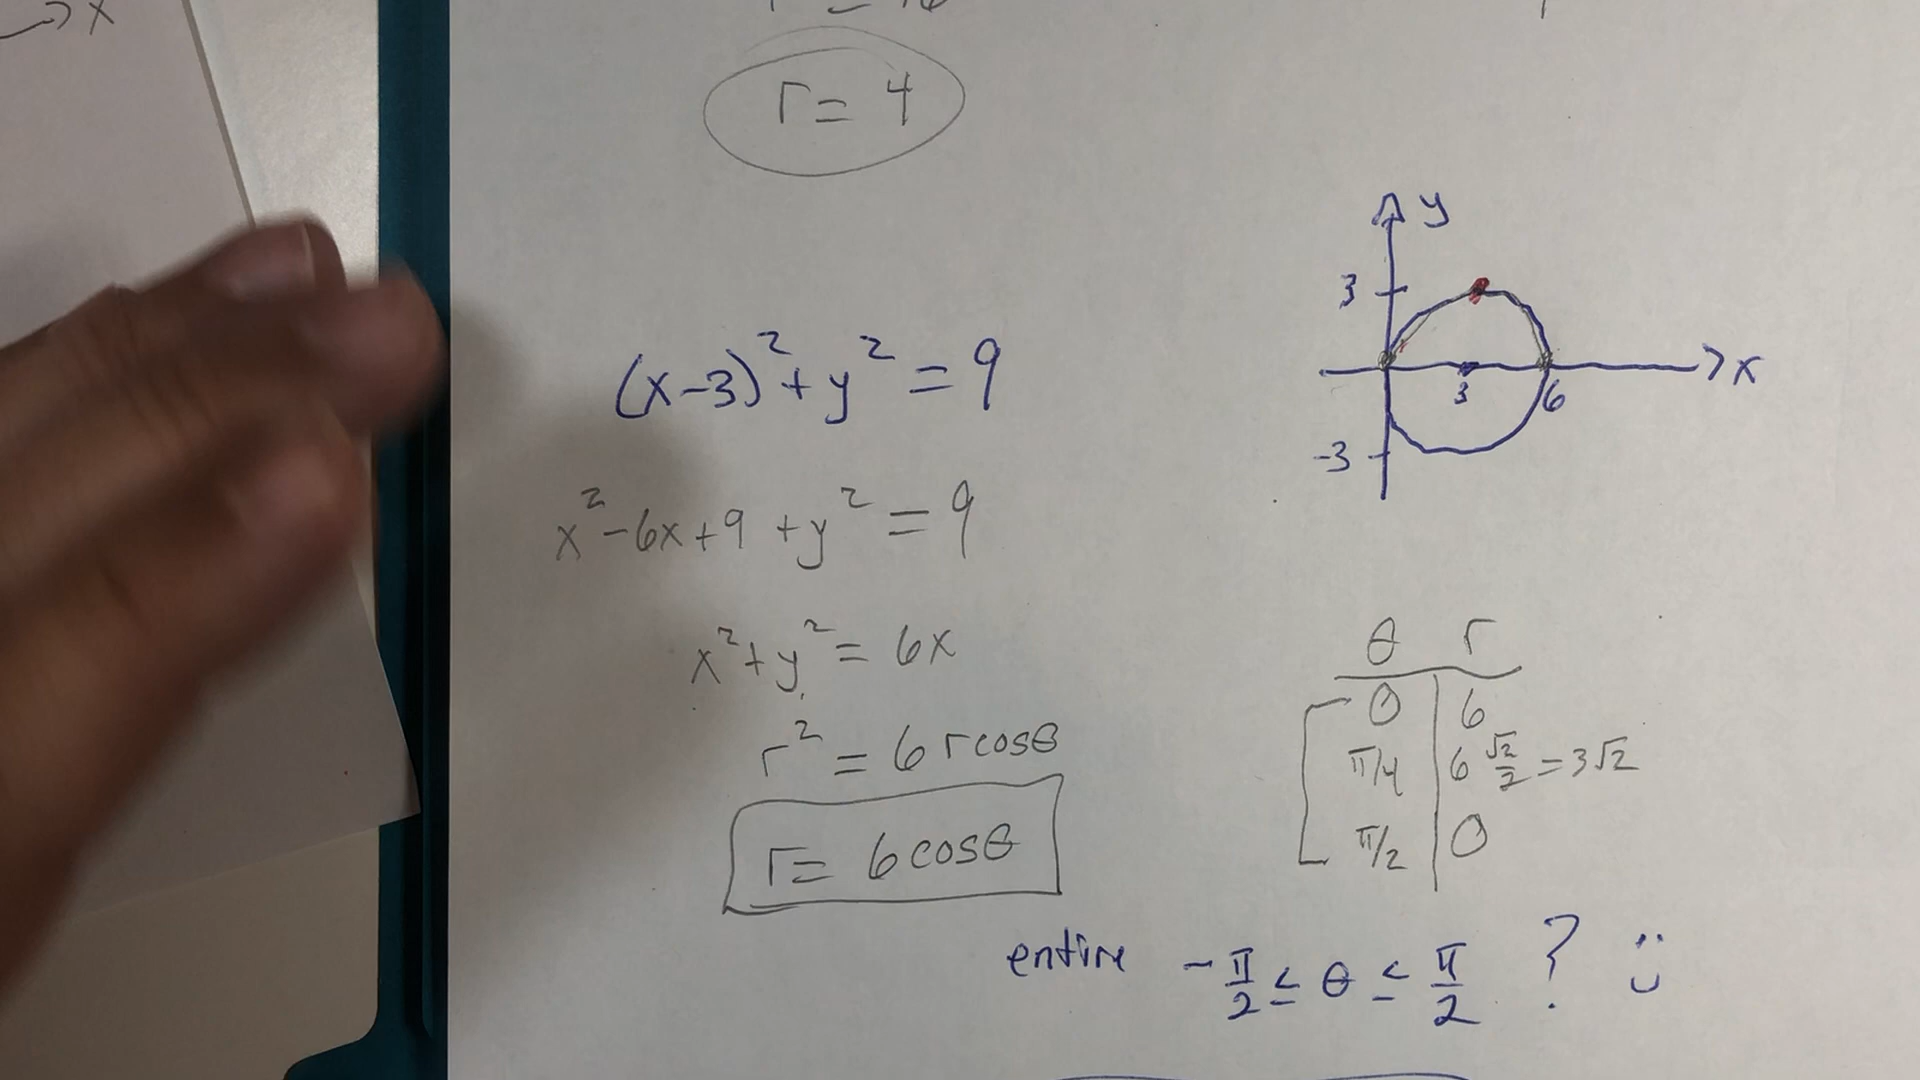 x
r = 4
y
3
x
3
6
-3
(x-3)² + y² = 9
x² - 6x + 9 + y² = 9
x² + y² = 6x
r² = 6 r cosθ
r = 6 cosθ
θ r
0 6
π/4 6 √2/2 = 3√2
π/2 0
entire -π/2 ≤ θ ≤ π/2 ?